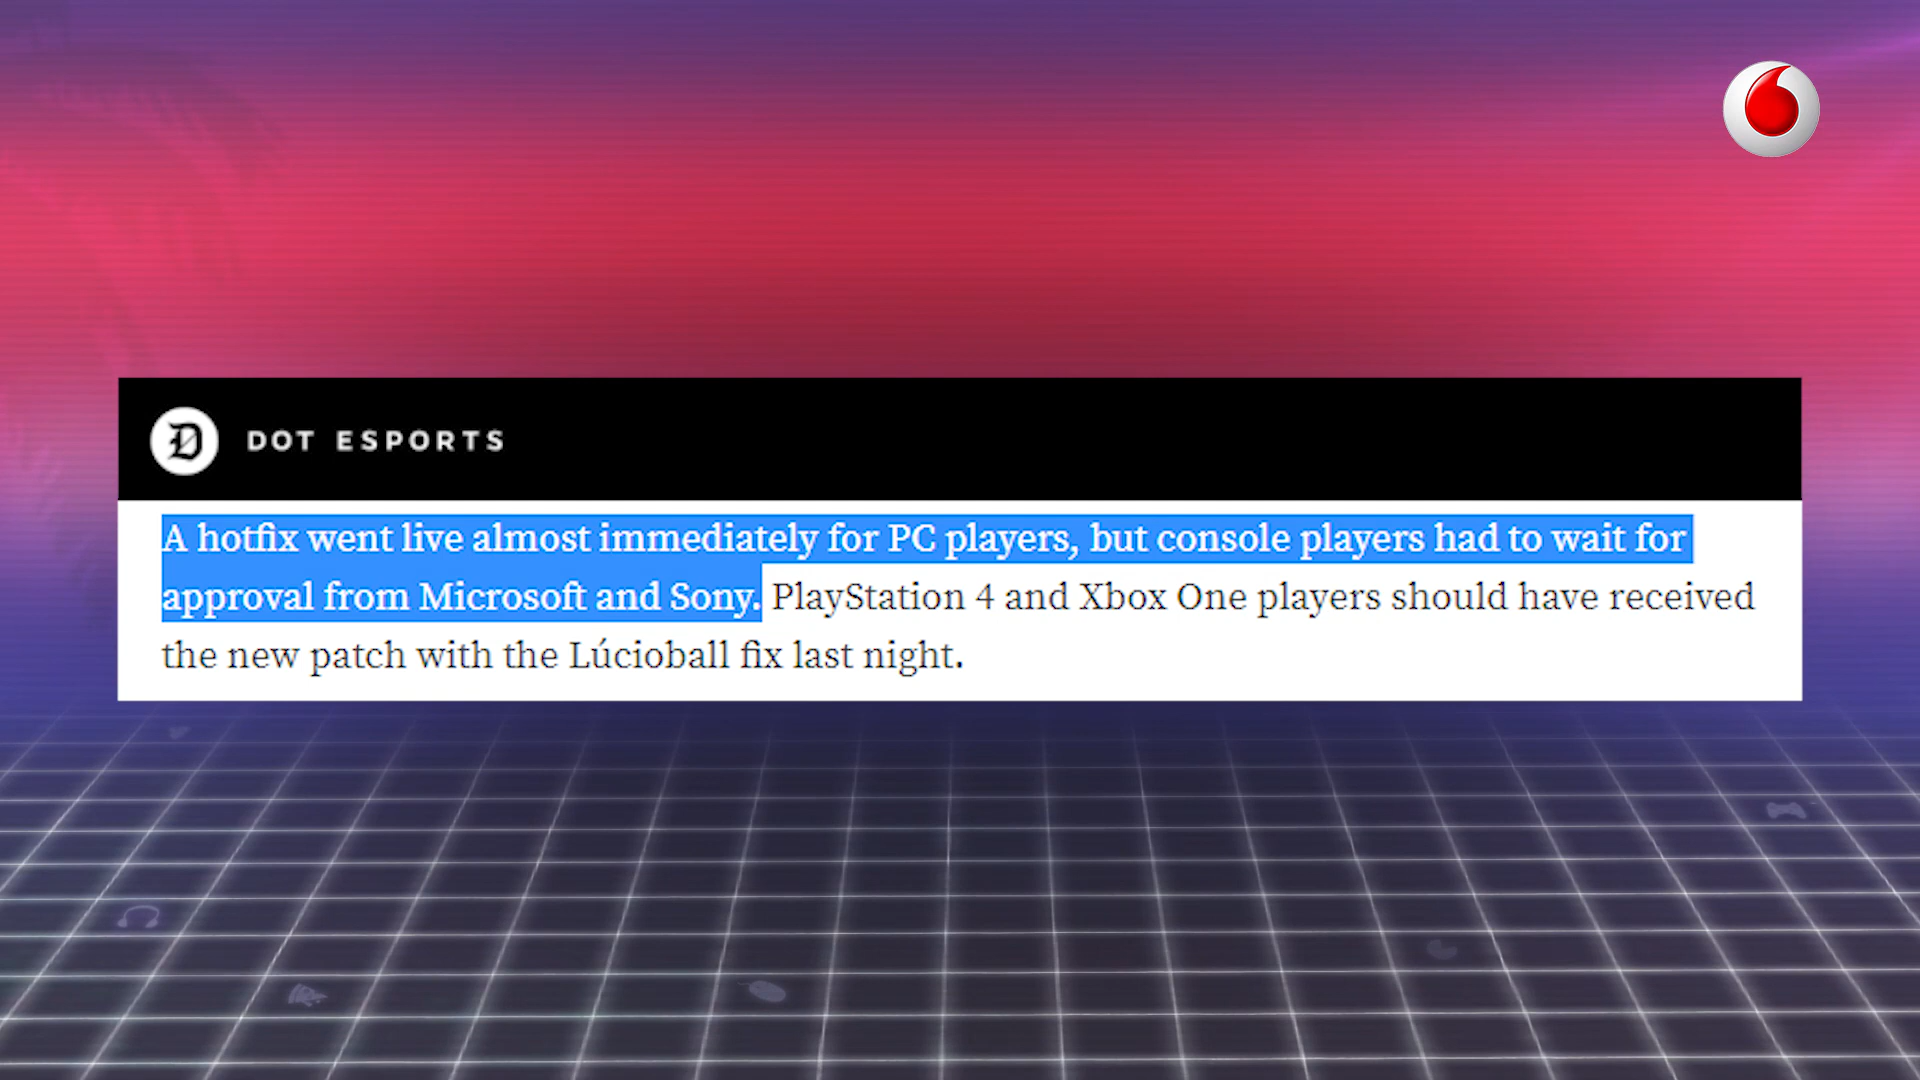 DOT ESPORTS
A hotfix went live almost immediately for PC players, but console players had to wait for
approval from Microsoft and Sony. PlayStation 4 and Xbox One players should have received
the new patch with the Lúcioball fix last night.